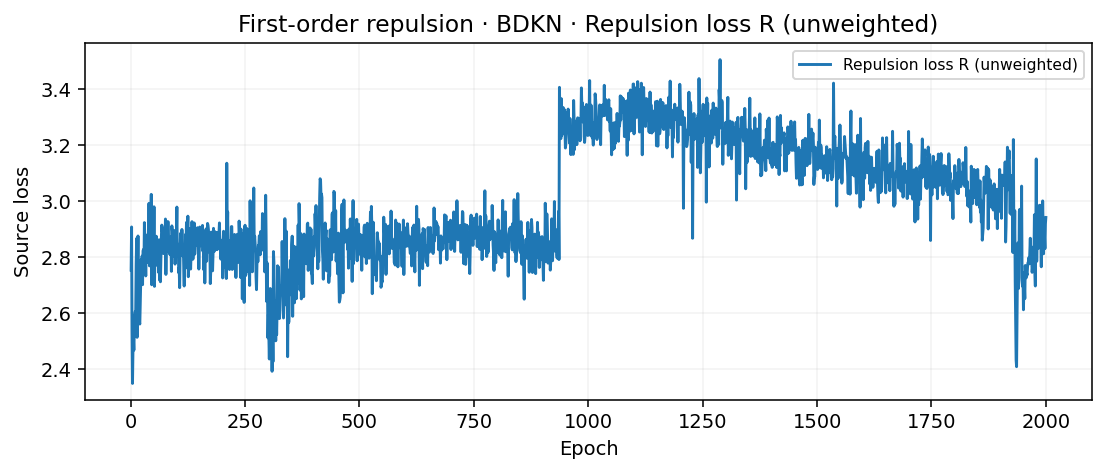 First-order repulsion · BDKN · Repulsion loss R (unweighted)
Repulsion loss R (unweighted)
Source loss
3.4
3.2
3.0
2.8
2.6
2.4
0 250 500 750 1000 1250 1500 1750 2000
Epoch